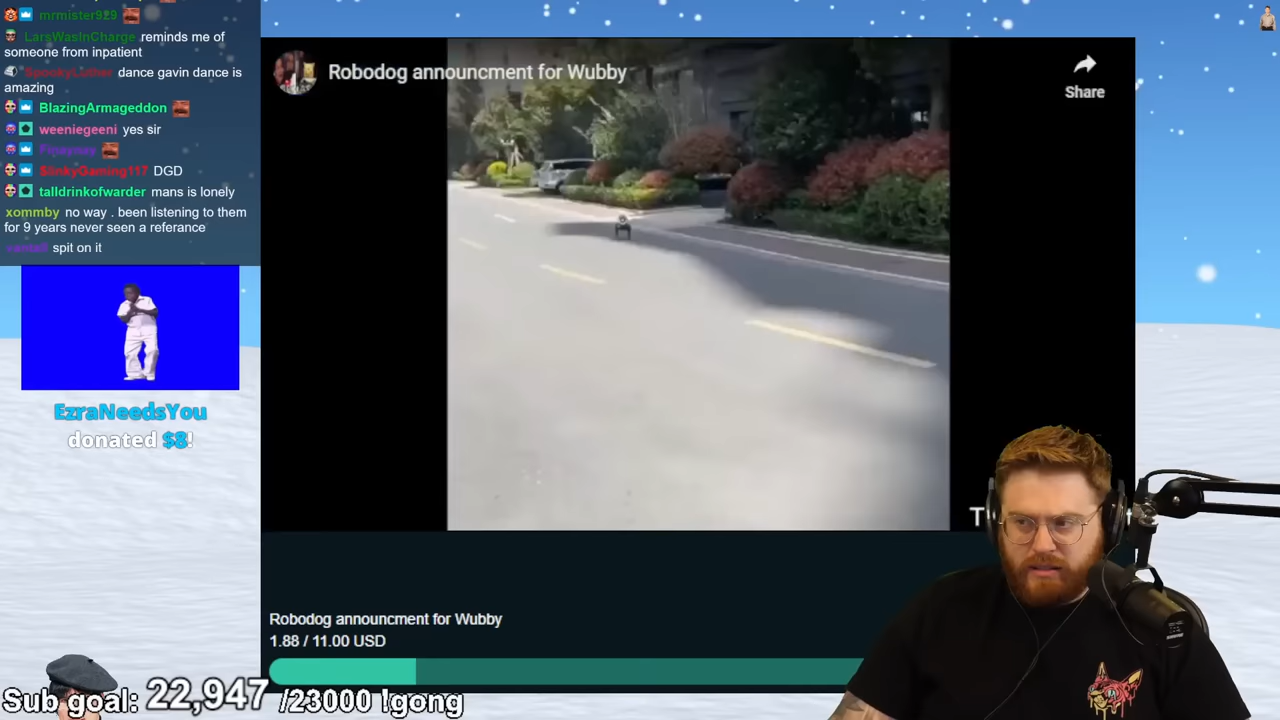 mrmister929
LarsWasInCharge reminds me of
someone from inpatient
SpookyLuther dance gavin dance is
amazing
BlazingArmageddon
weeniegeeni yes sir
DGD
talldrinkofwarder mans is lonely
xommby no way . been listening to them
for 9 years never seen a referance
spit on it
EzraNeedsYou
donated $8!
Robodog announcment for Wubby
Share
T
Robodog announcment for Wubby
1.88 / 11.00 USD
Sub goal: 22,947 /23000 !gong